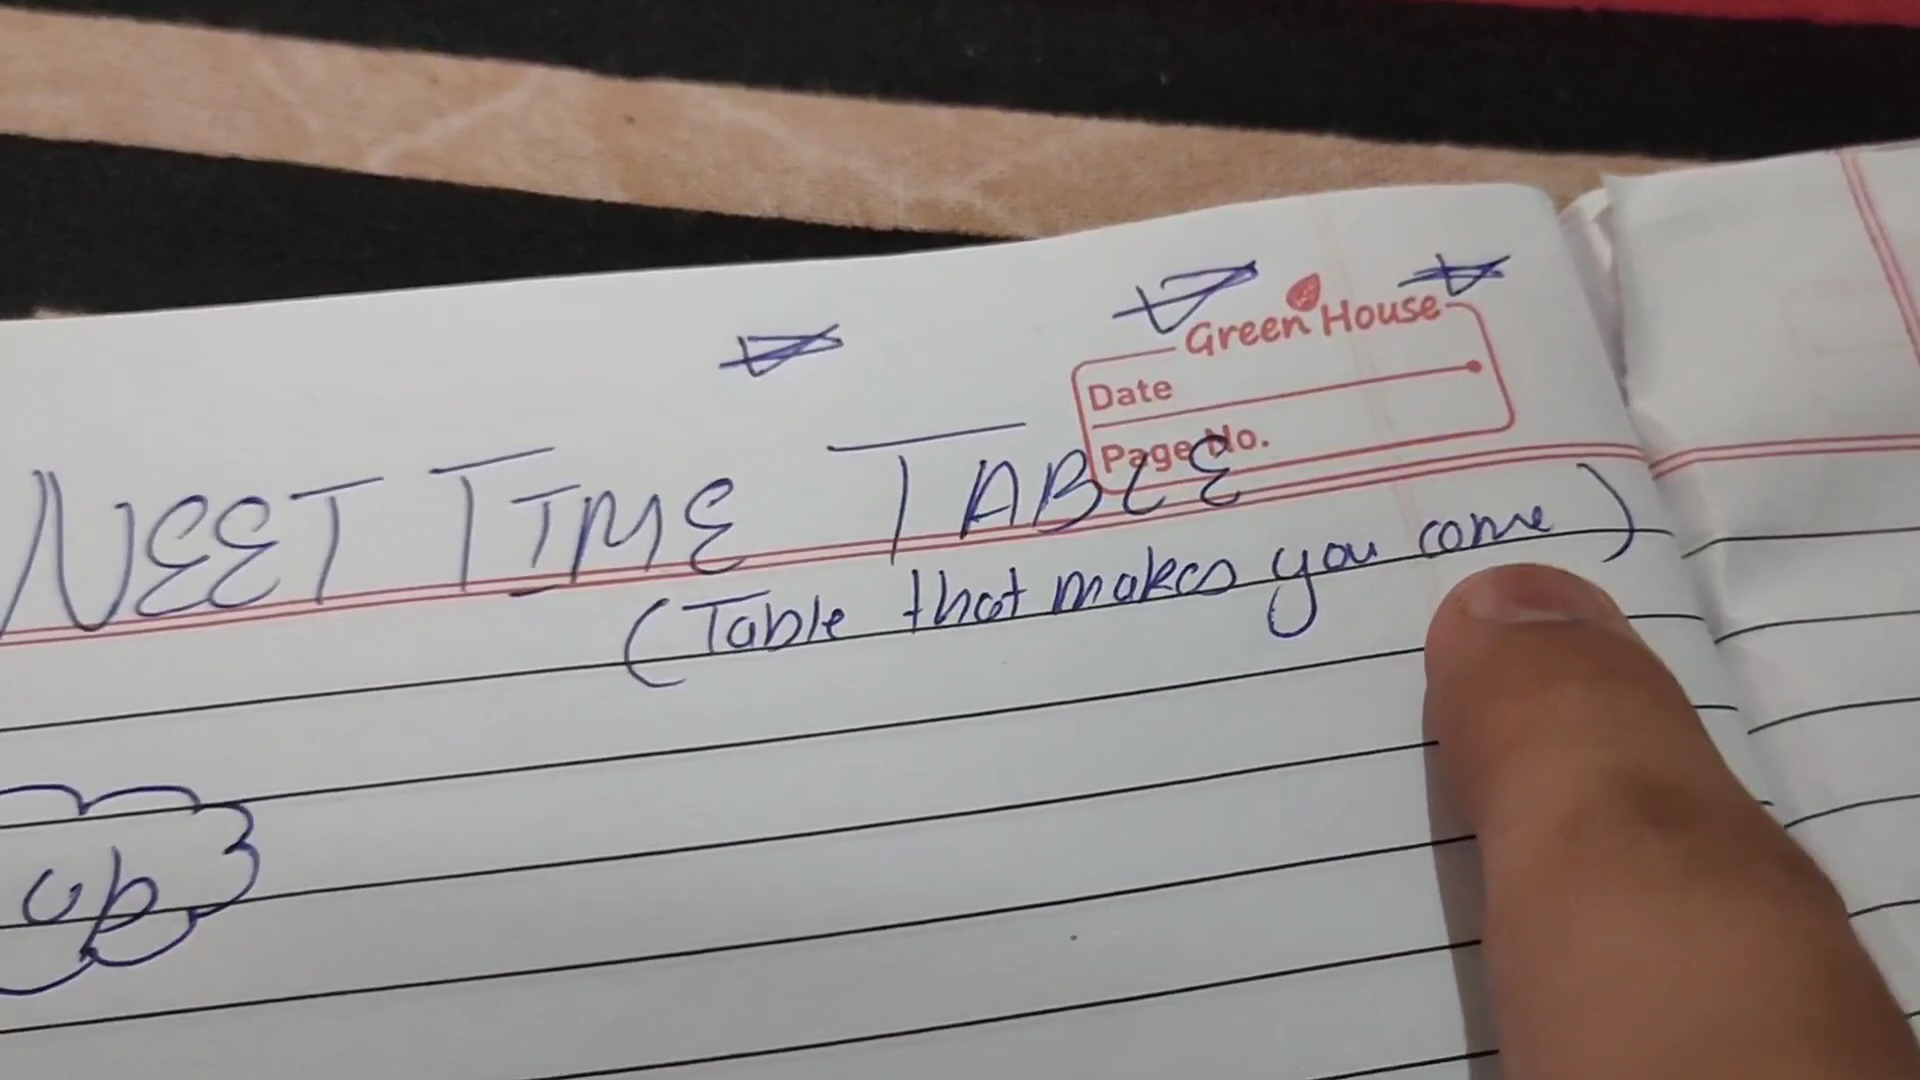 Green House
Date
Page No.
NEET TIME TABLE
(Table that makes you come)
up